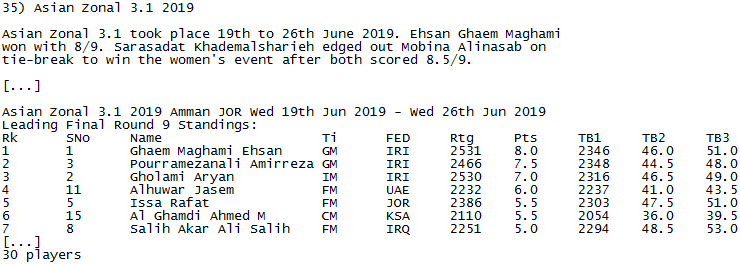 35) Asian Zonal 3.1 2019
Asian Zonal 3.1 took place 19th to 26th June 2019. Ehsan Ghaem Maghami
won with 8/9. Sarasadat Khademalsharieh edged out Mobina Alinasab on
tie-break to win the women's event after both scored 8.5/9.
[...]
Asian Zonal 3.1 2019 Amman JOR Wed 19th Jun 2019 - Wed 26th Jun 2019
Leading Final Round 9 Standings:
Rk SNo Name Ti FED Rtg Pts TB1 TB2 TB3
1 1 Ghaem Maghami Ehsan GM IRI 2531 8.0 2346 46.0 51.0
2 3 Pourramezanali Amirreza GM IRI 2466 7.5 2348 44.5 48.0
3 2 Gholami Aryan IM IRI 2530 7.0 2316 46.5 49.0
4 11 Alhuwar Jasem FM UAE 2232 6.0 2237 41.0 43.5
5 5 Issa Rafat FM JOR 2386 5.5 2303 47.5 51.0
6 15 Al Ghamdi Ahmed M CM KSA 2110 5.5 2054 36.0 39.5
7 8 Salih Akar Ali Salih FM IRQ 2251 5.0 2294 48.5 53.0
[...]
30 players